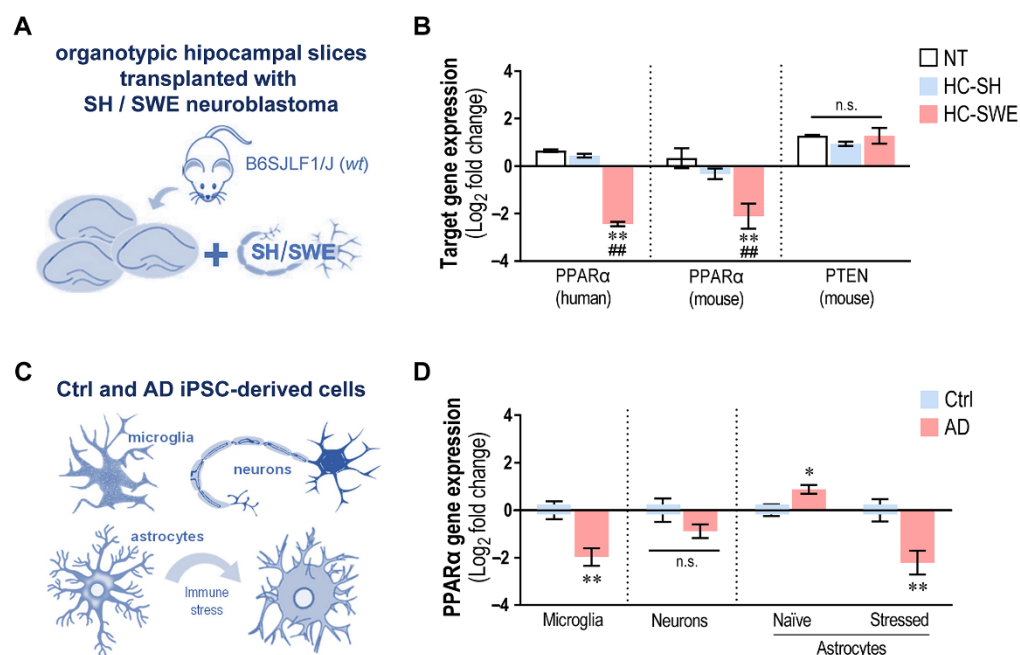 A
organotypic hipocampal slices
transplanted with
SH / SWE neuroblastoma
B6SJLF1/J (wt)
+
SH/SWE
B
NT
HC-SH
HC-SWE
Target gene expression
(Log2 fold change)
4
2
0
−2
−4
n.s.
**
##
**
##
PPARα
(human)
PPARα
(mouse)
PTEN
(mouse)
C
Ctrl and AD iPSC-derived cells
microglia
neurons
astrocytes
Immune
stress
D
Ctrl
AD
PPARα gene expression
(Log2 fold change)
4
2
0
−2
−4
*
n.s.
**
**
Microglia
Neurons
Naïve
Stressed
Astrocytes